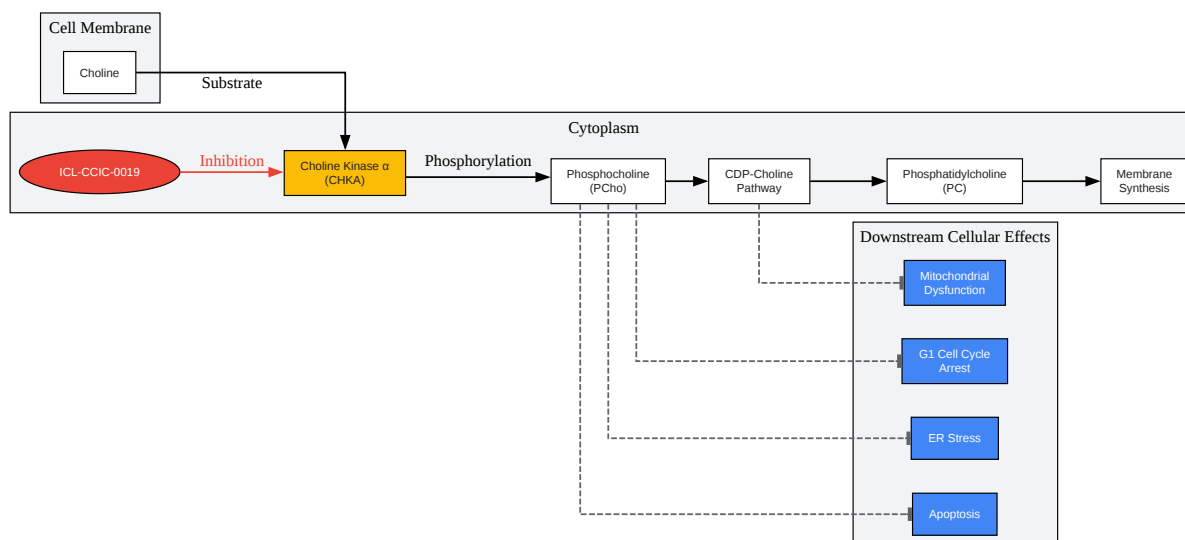 Cell Membrane
Choline
Substrate
Cytoplasm
ICL-CCIC-0019
Inhibition
Choline Kinase α
(CHKA)
Phosphorylation
Phosphocholine
(PCho)
CDP-Choline
Pathway
Phosphatidylcholine
(PC)
Membrane
Synthesis
Downstream Cellular Effects
Mitochondrial
Dysfunction
G1 Cell Cycle
Arrest
ER Stress
Apoptosis